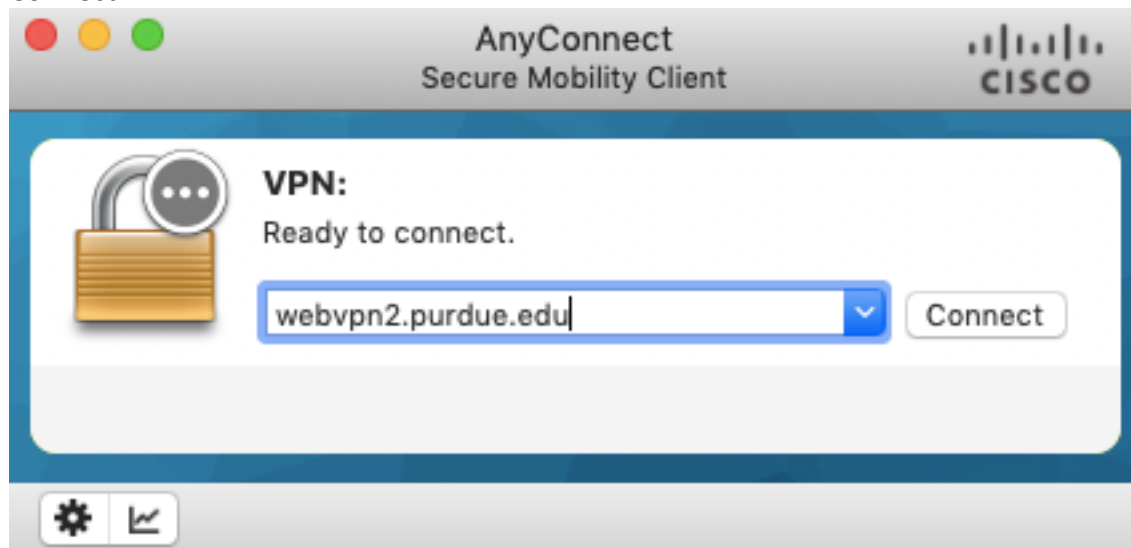 AnyConnect
Secure Mobility Client
CISCO
VPN:
Ready to connect.
webvpn2.purdue.edu
Connect